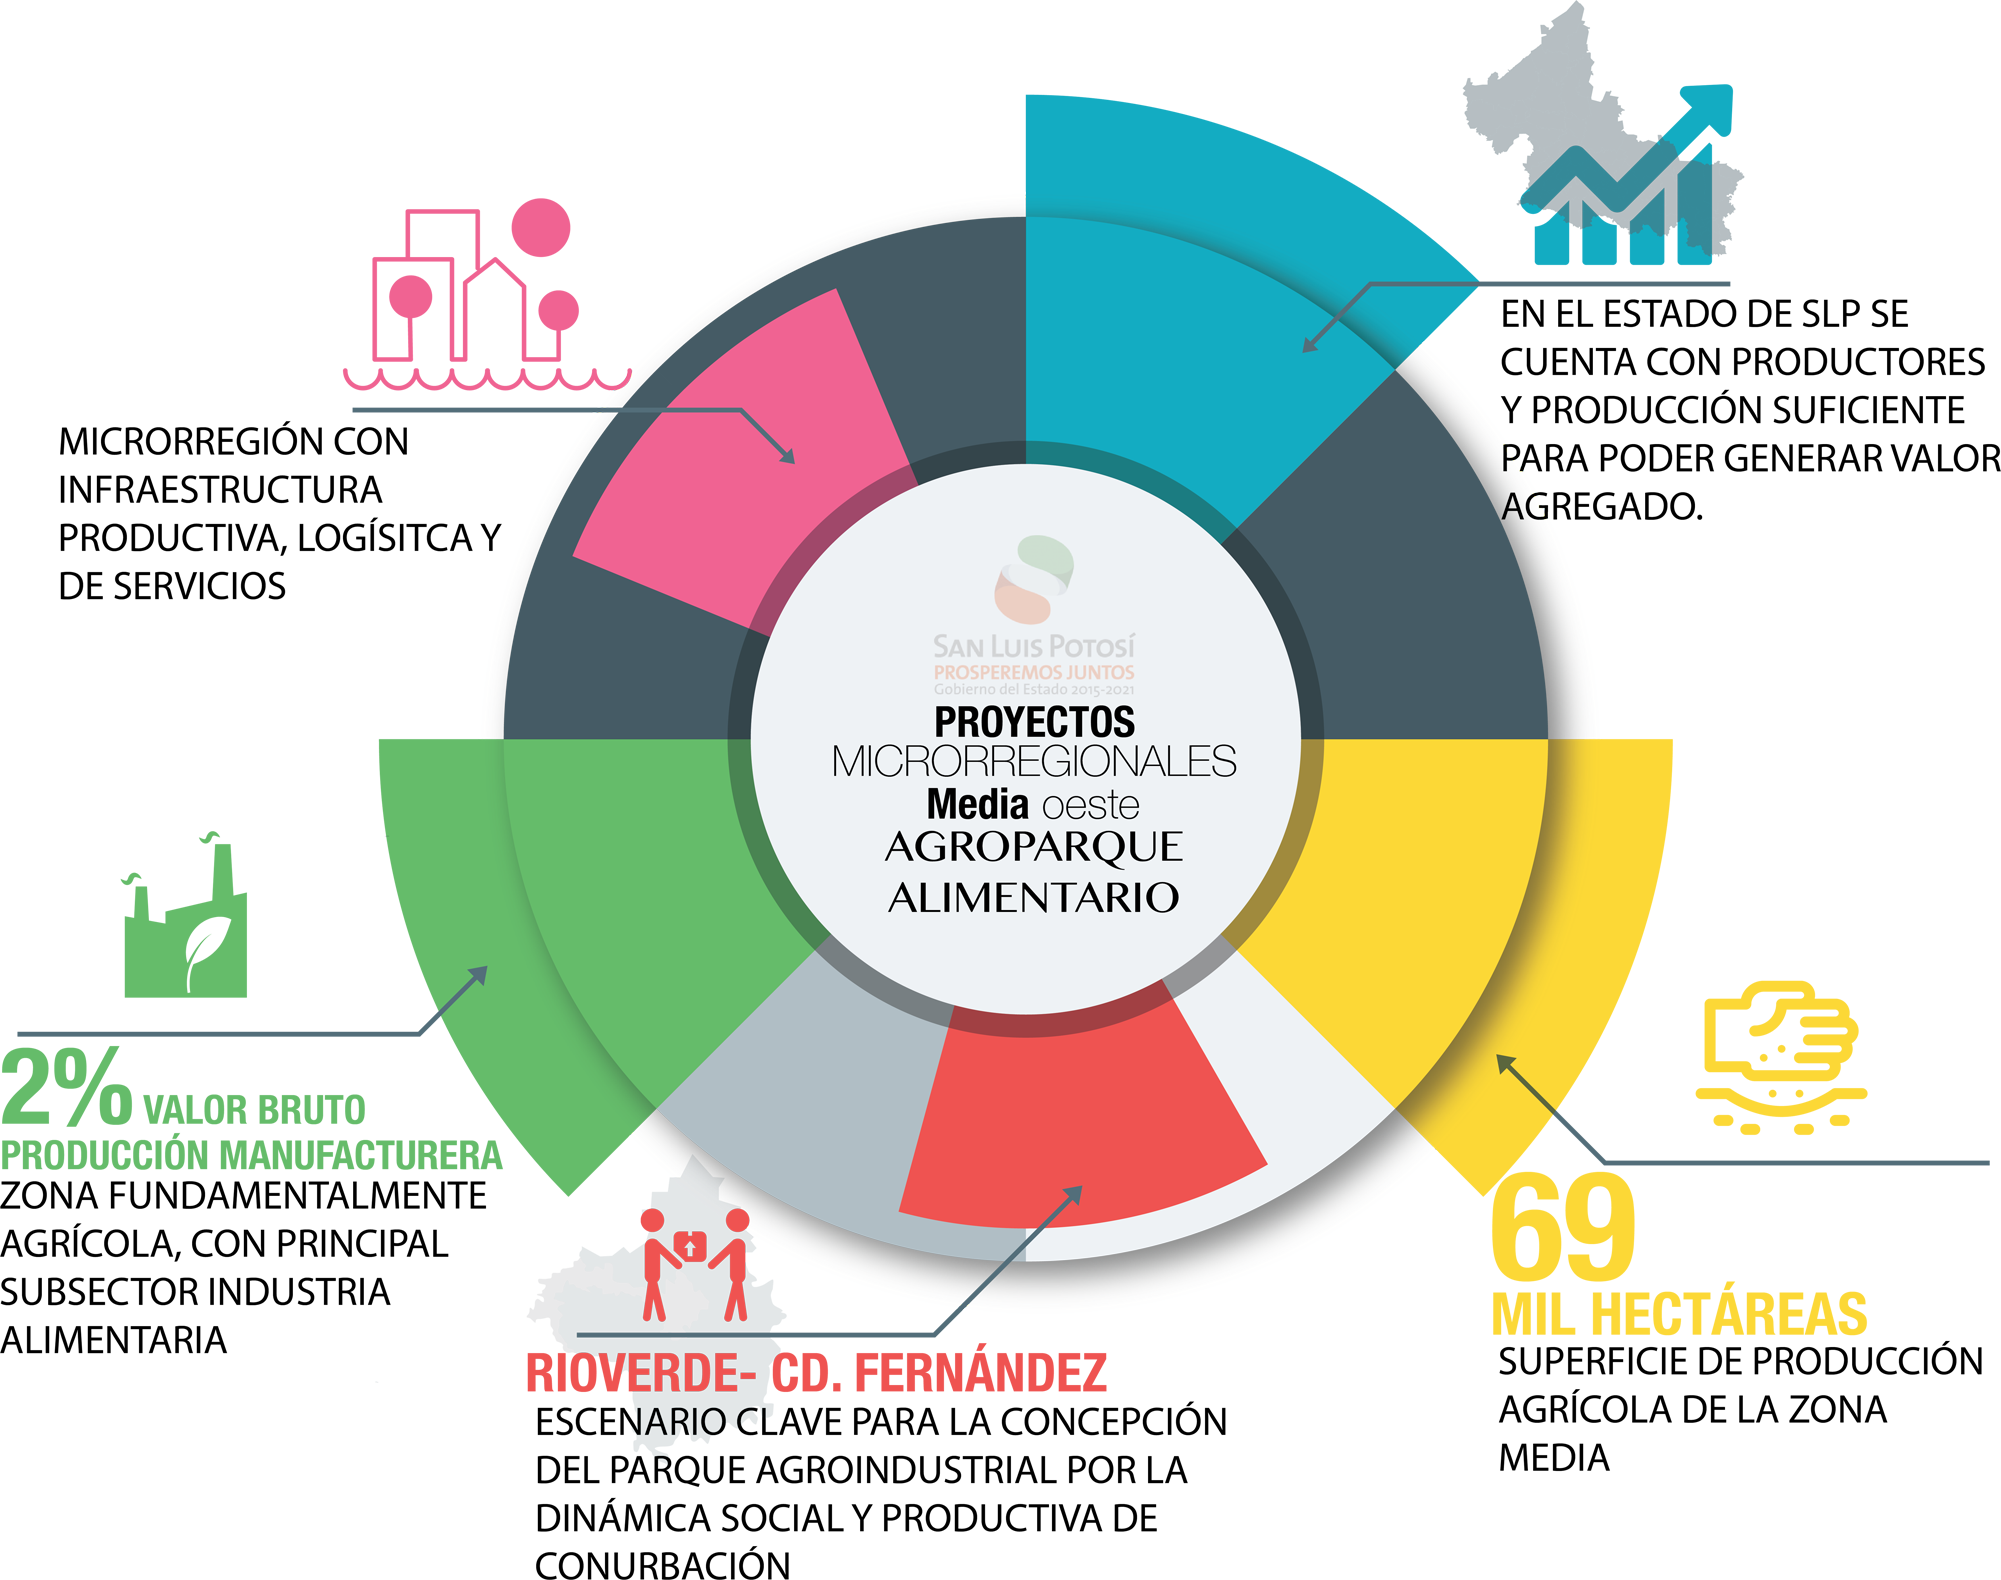 EN EL ESTADO DE SLP SE
CUENTA CON PRODUCTORES
Y PRODUCCIÓN SUFICIENTE
PARA PODER GENERAR VALOR
AGREGADO.
MICRORREGIÓN CON
INFRAESTRUCTURA
PRODUCTIVA, LOGÍSITCA Y
DE SERVICIOS
SAN LUIS POTOSÍ
PROSPEREMOS JUNTOS
Gobierno del Estado 2015-2021
PROYECTOS
MICRORREGIONALES
Media oeste
AGROPARQUE
ALIMENTARIO
2% VALOR BRUTO
PRODUCCIÓN MANUFACTURERA
ZONA FUNDAMENTALMENTE
AGRÍCOLA, CON PRINCIPAL
SUBSECTOR INDUSTRIA
ALIMENTARIA
RIOVERDE- CD. FERNÁNDEZ
ESCENARIO CLAVE PARA LA CONCEPCIÓN
DEL PARQUE AGROINDUSTRIAL POR LA
DINÁMICA SOCIAL Y PRODUCTIVA DE
CONURBACIÓN
69
MIL HECTÁREAS
SUPERFICIE DE PRODUCCIÓN
AGRÍCOLA DE LA ZONA
MEDIA